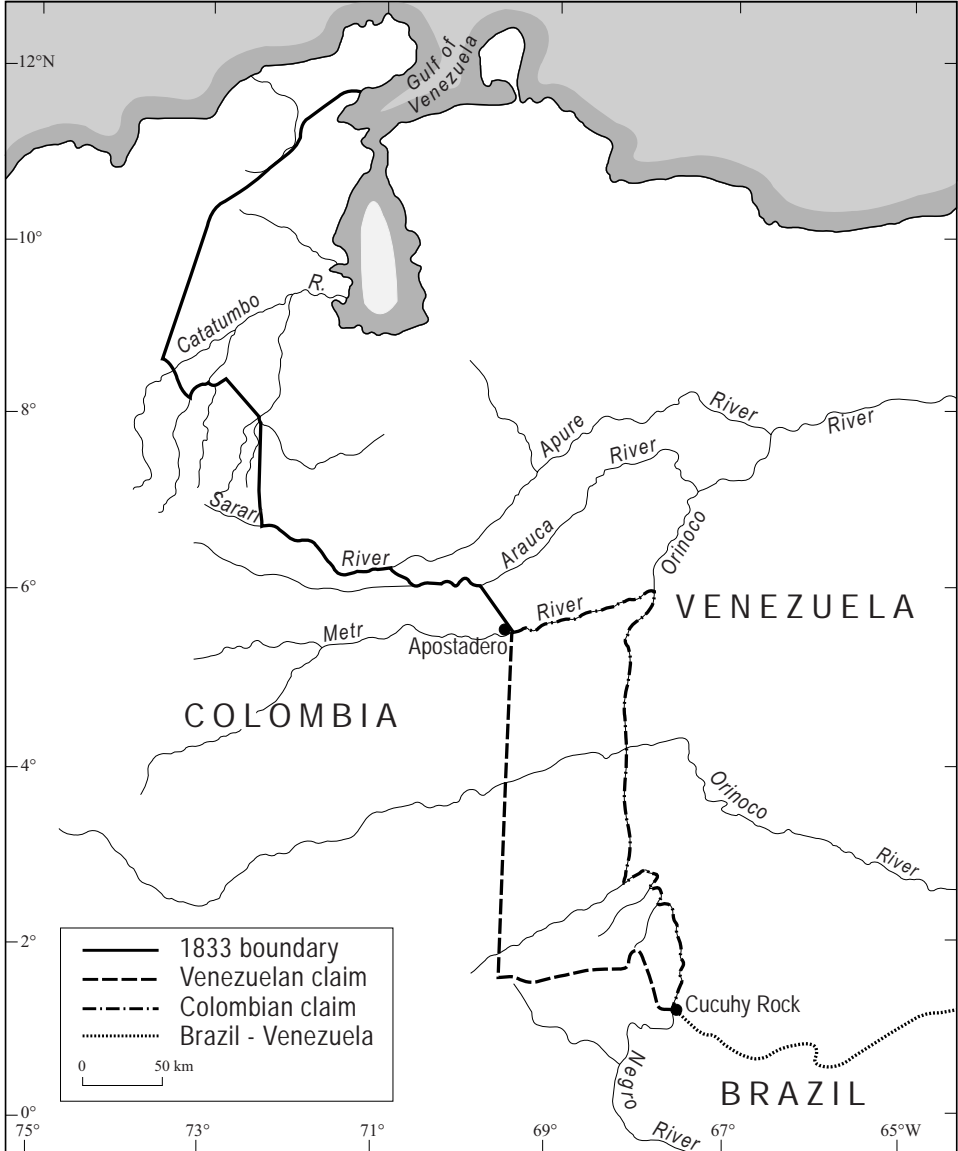 12°N
Gulf of
Venezuela
10°
R.
Catatumbo
8°
Apure
River
River
River
Sarari
Arauca
Orinoco
River
6°
River
VENEZUELA
Metr
Apostadero
COLOMBIA
4°
Orinoco
River
2°
1833 boundary
Venezuelan claim
Colombian claim
Brazil - Venezuela
0 50 km
Cucuhy Rock
Negro
BRAZIL
0°
River
75° 73° 71° 69° 67° 65°W